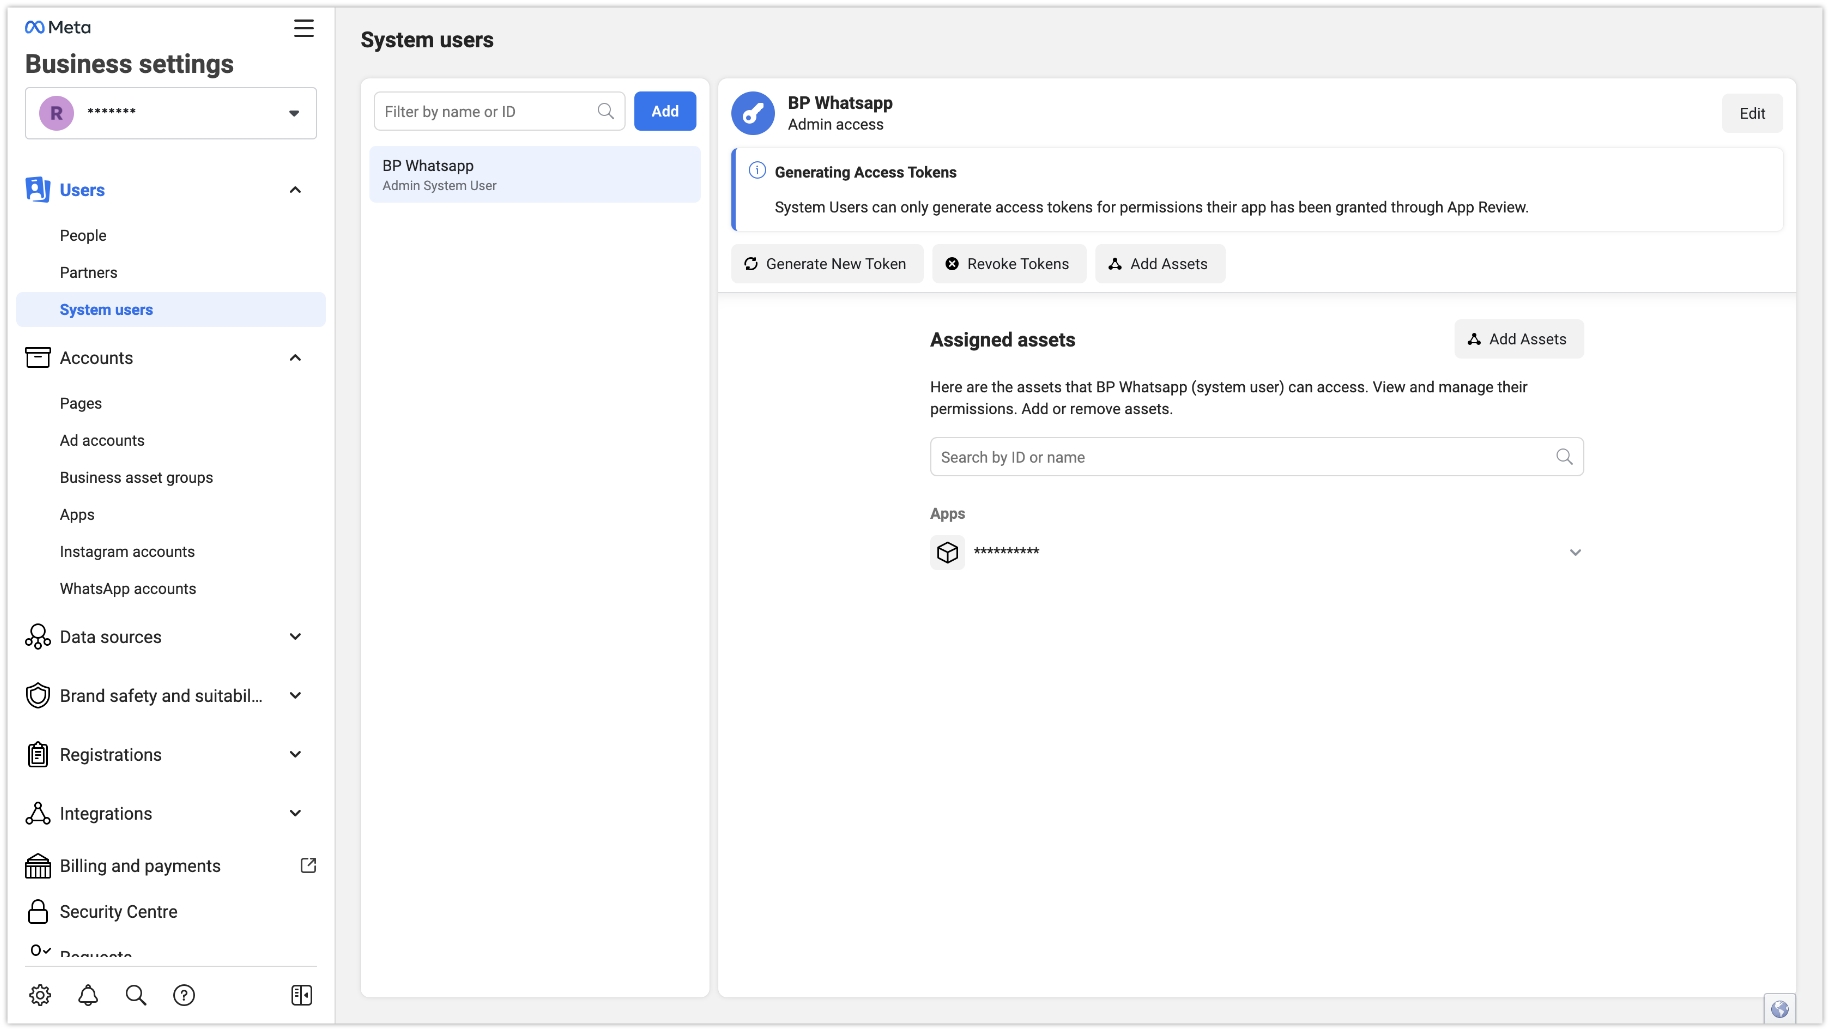 Meta
Business settings
R
*******
Users
People
Partners
System users
Accounts
Pages
Ad accounts
Business asset groups
Apps
Instagram accounts
WhatsApp accounts
Data sources
Brand safety and suitabil...
Registrations
Integrations
Billing and payments
Security Centre
Requests
System users
Filter by name or ID
Add
BP Whatsapp
Admin System User
BP Whatsapp
Admin access
Edit
Generating Access Tokens
System Users can only generate access tokens for permissions their app has been granted through App Review.
Generate New Token
Revoke Tokens
Add Assets
Assigned assets
Add Assets
Here are the assets that BP Whatsapp (system user) can access. View and manage their
permissions. Add or remove assets.
Search by ID or name
Apps
**********